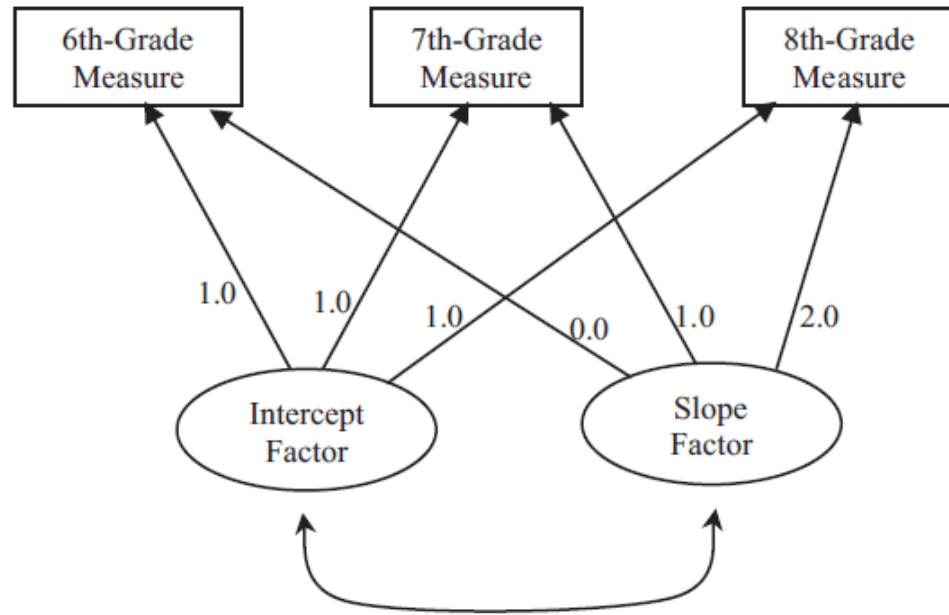 6th-Grade
Measure
7th-Grade
Measure
8th-Grade
Measure
1.0
1.0
1.0
0.0
1.0
2.0
Intercept
Factor
Slope
Factor